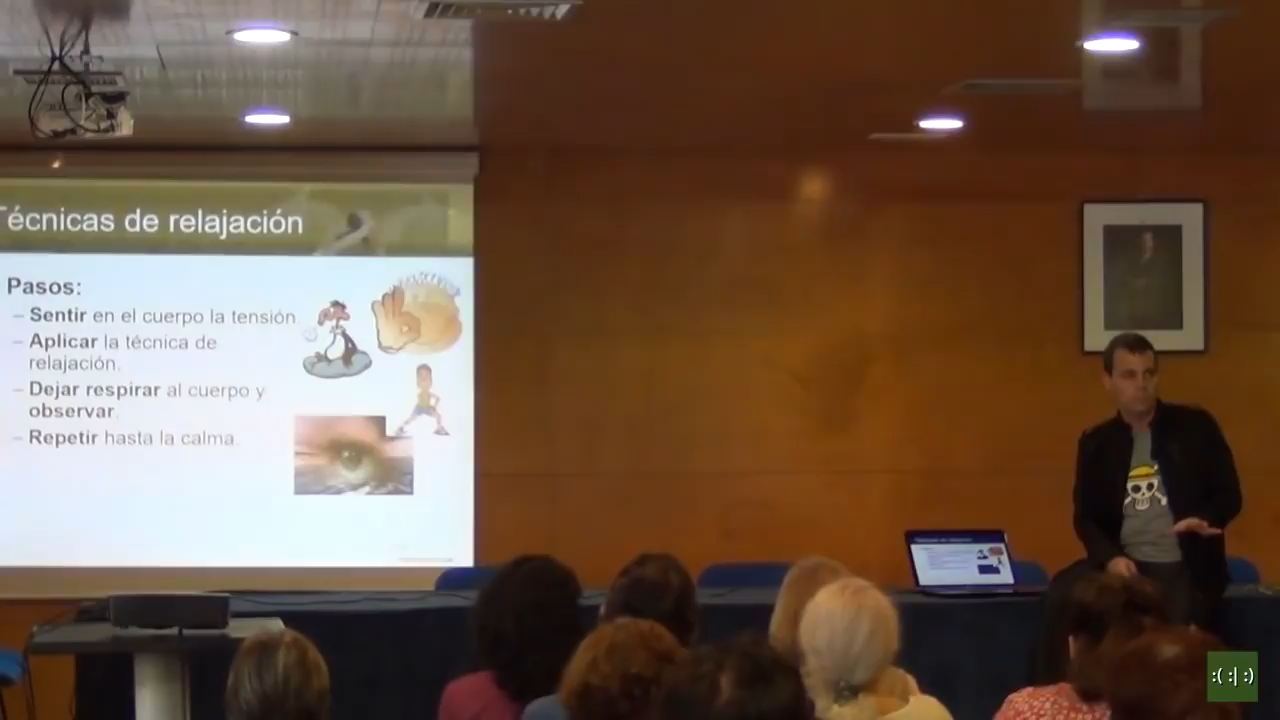 Técnicas de relajación
Pasos:
– Sentir en el cuerpo la tensión.
– Aplicar la técnica de
relajación.
– Dejar respirar al cuerpo y
observar.
– Repetir hasta la calma.
:( :| :)